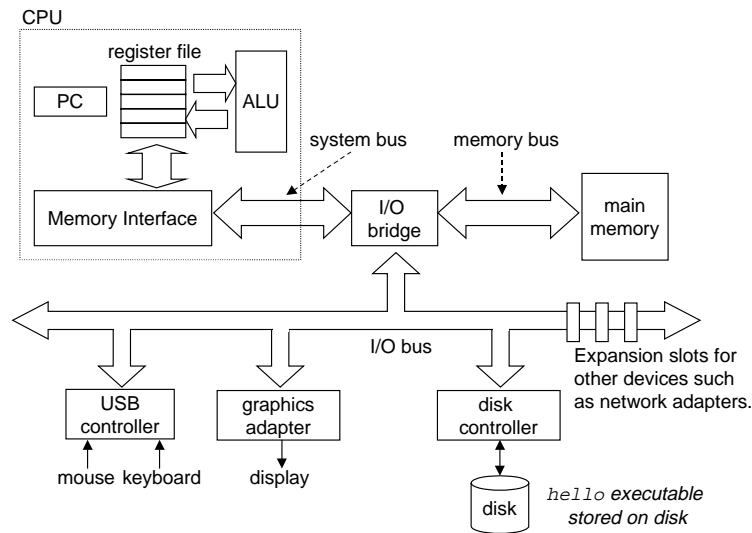 CPU
register file
PC
ALU
system bus
memory bus
Memory Interface
I/O
bridge
main
memory
I/O bus
Expansion slots for
other devices such
as network adapters.
USB
controller
graphics
adapter
disk
controller
mouse
keyboard
display
disk
hello executable
stored on disk